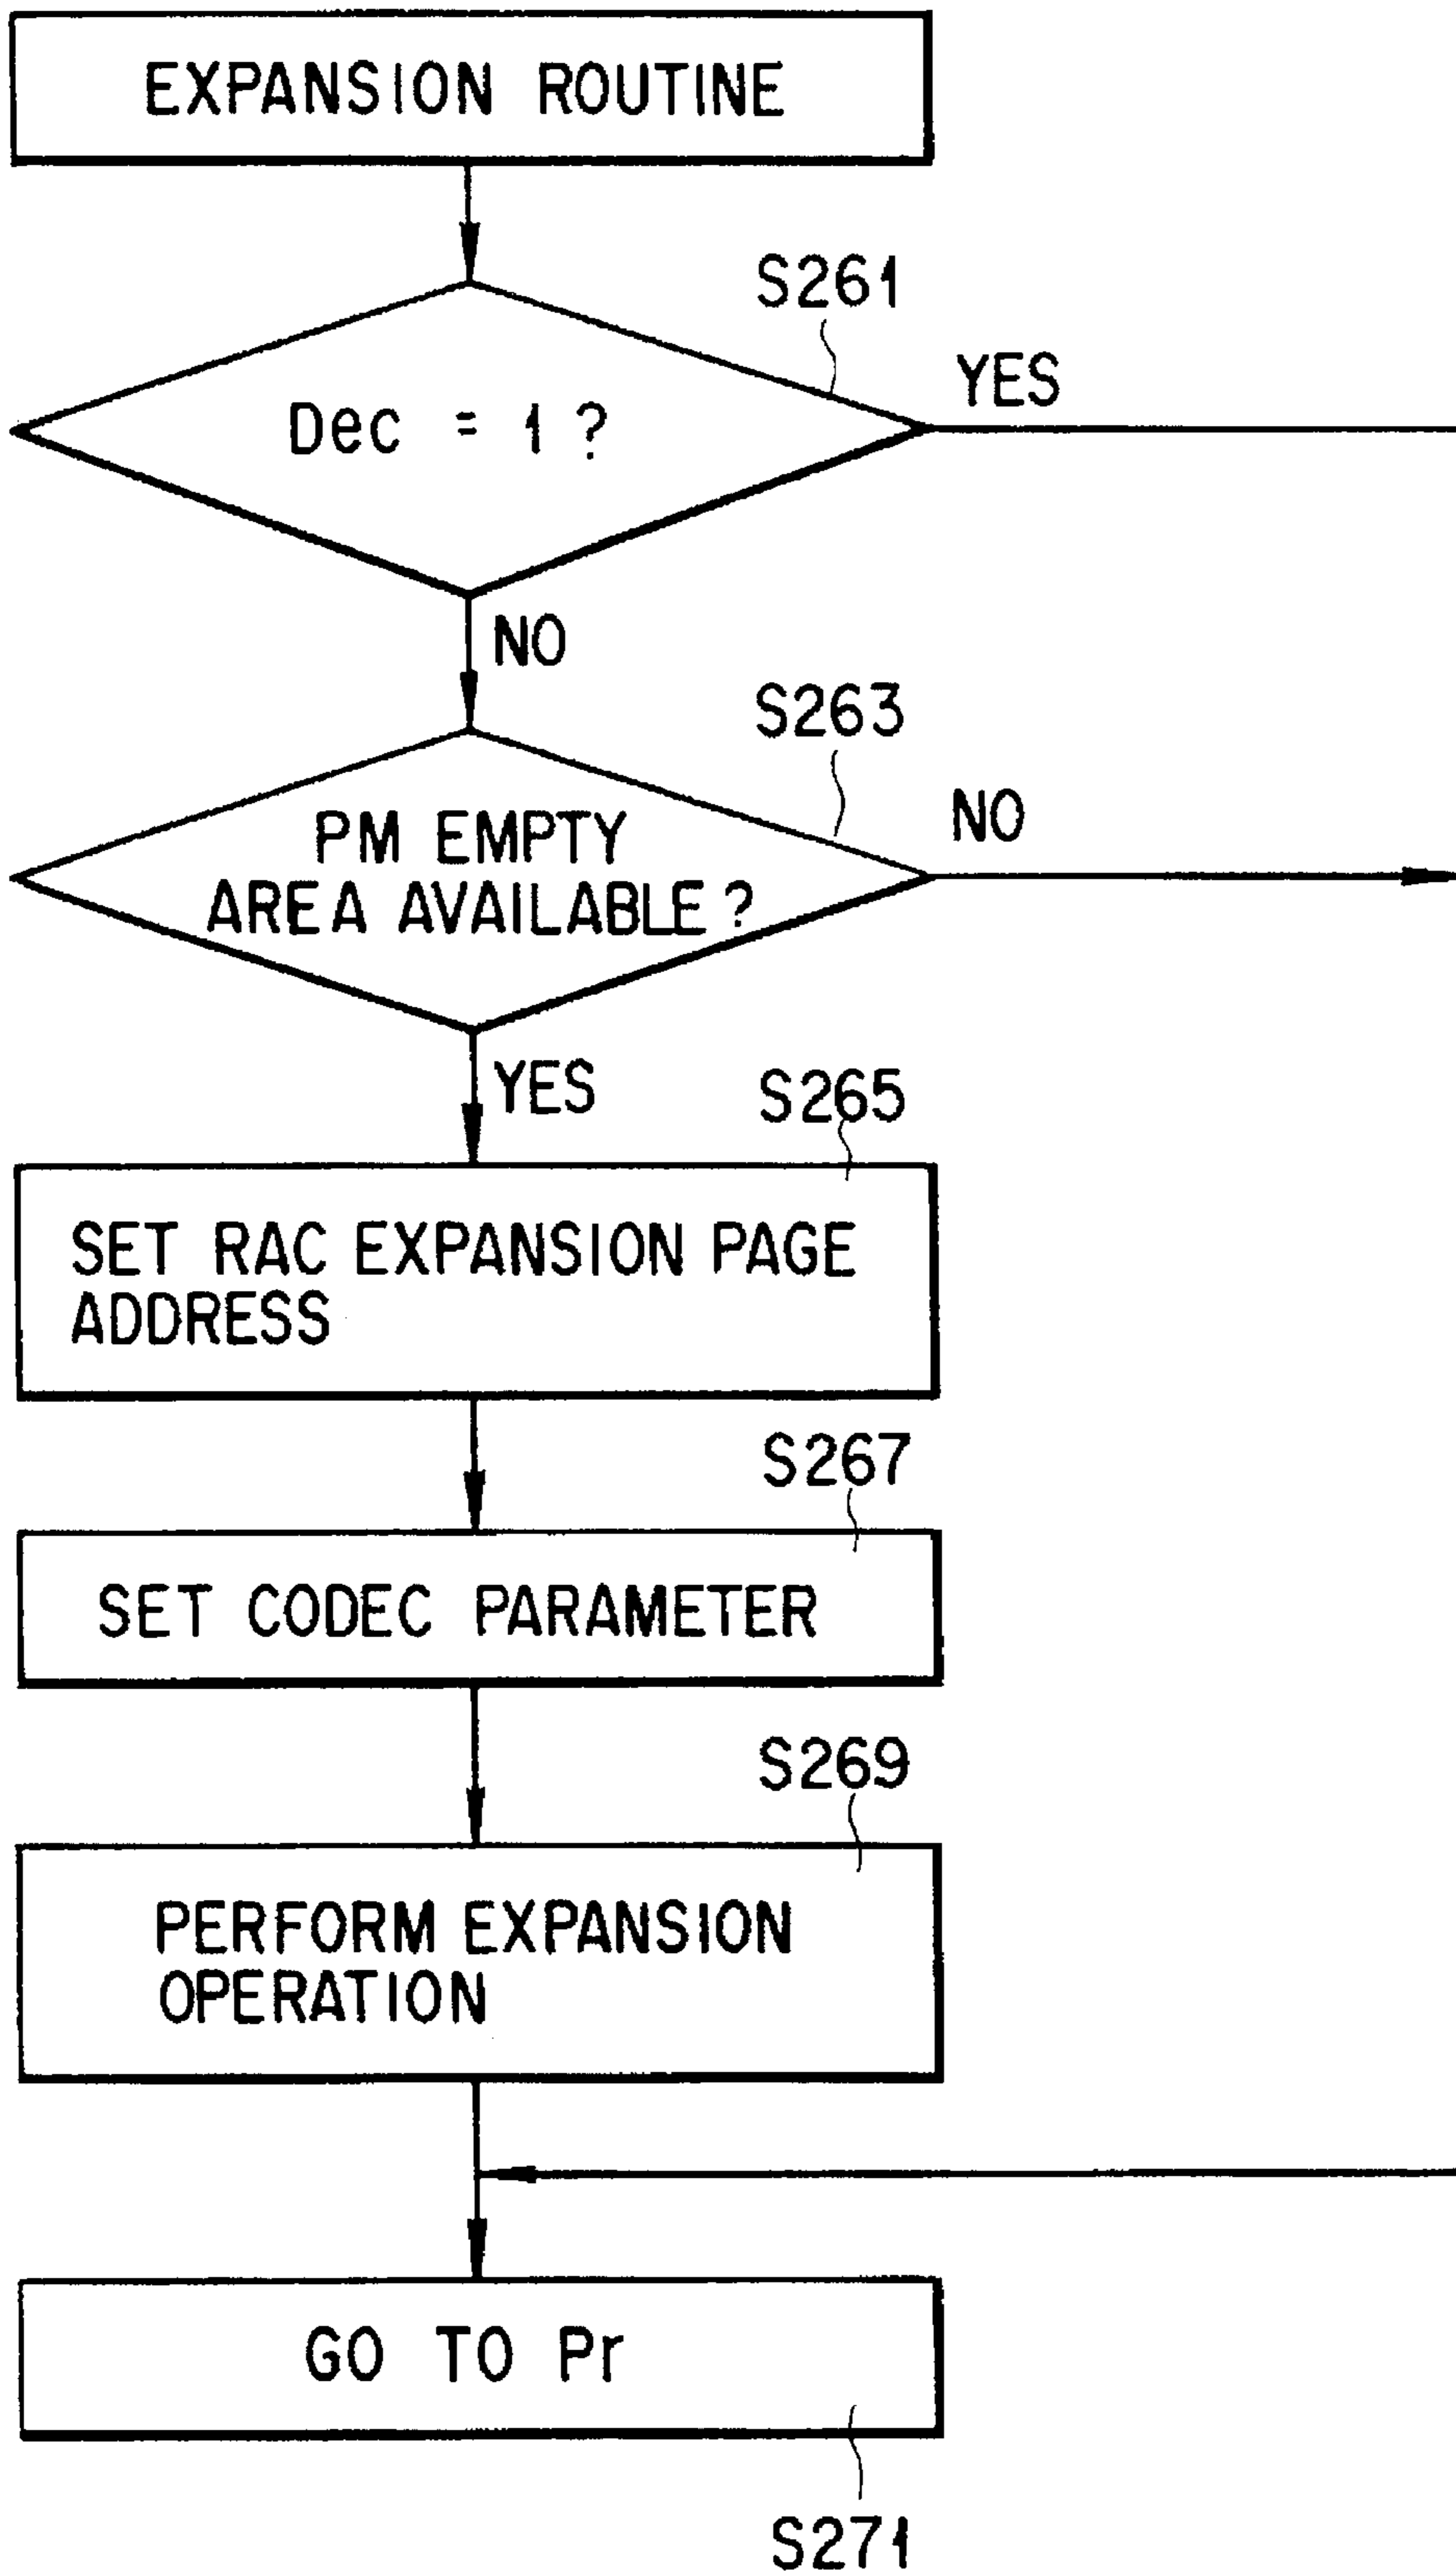 EXPANSION ROUTINE
S261
YES
Dec = 1 ?
NO
S263
NO
PM EMPTY
AREA AVAILABLE ?
YES
S265
SET RAC EXPANSION PAGE
ADDRESS
S267
SET CODEC PARAMETER
S269
PERFORM EXPANSION
OPERATION
GO TO Pr
S271